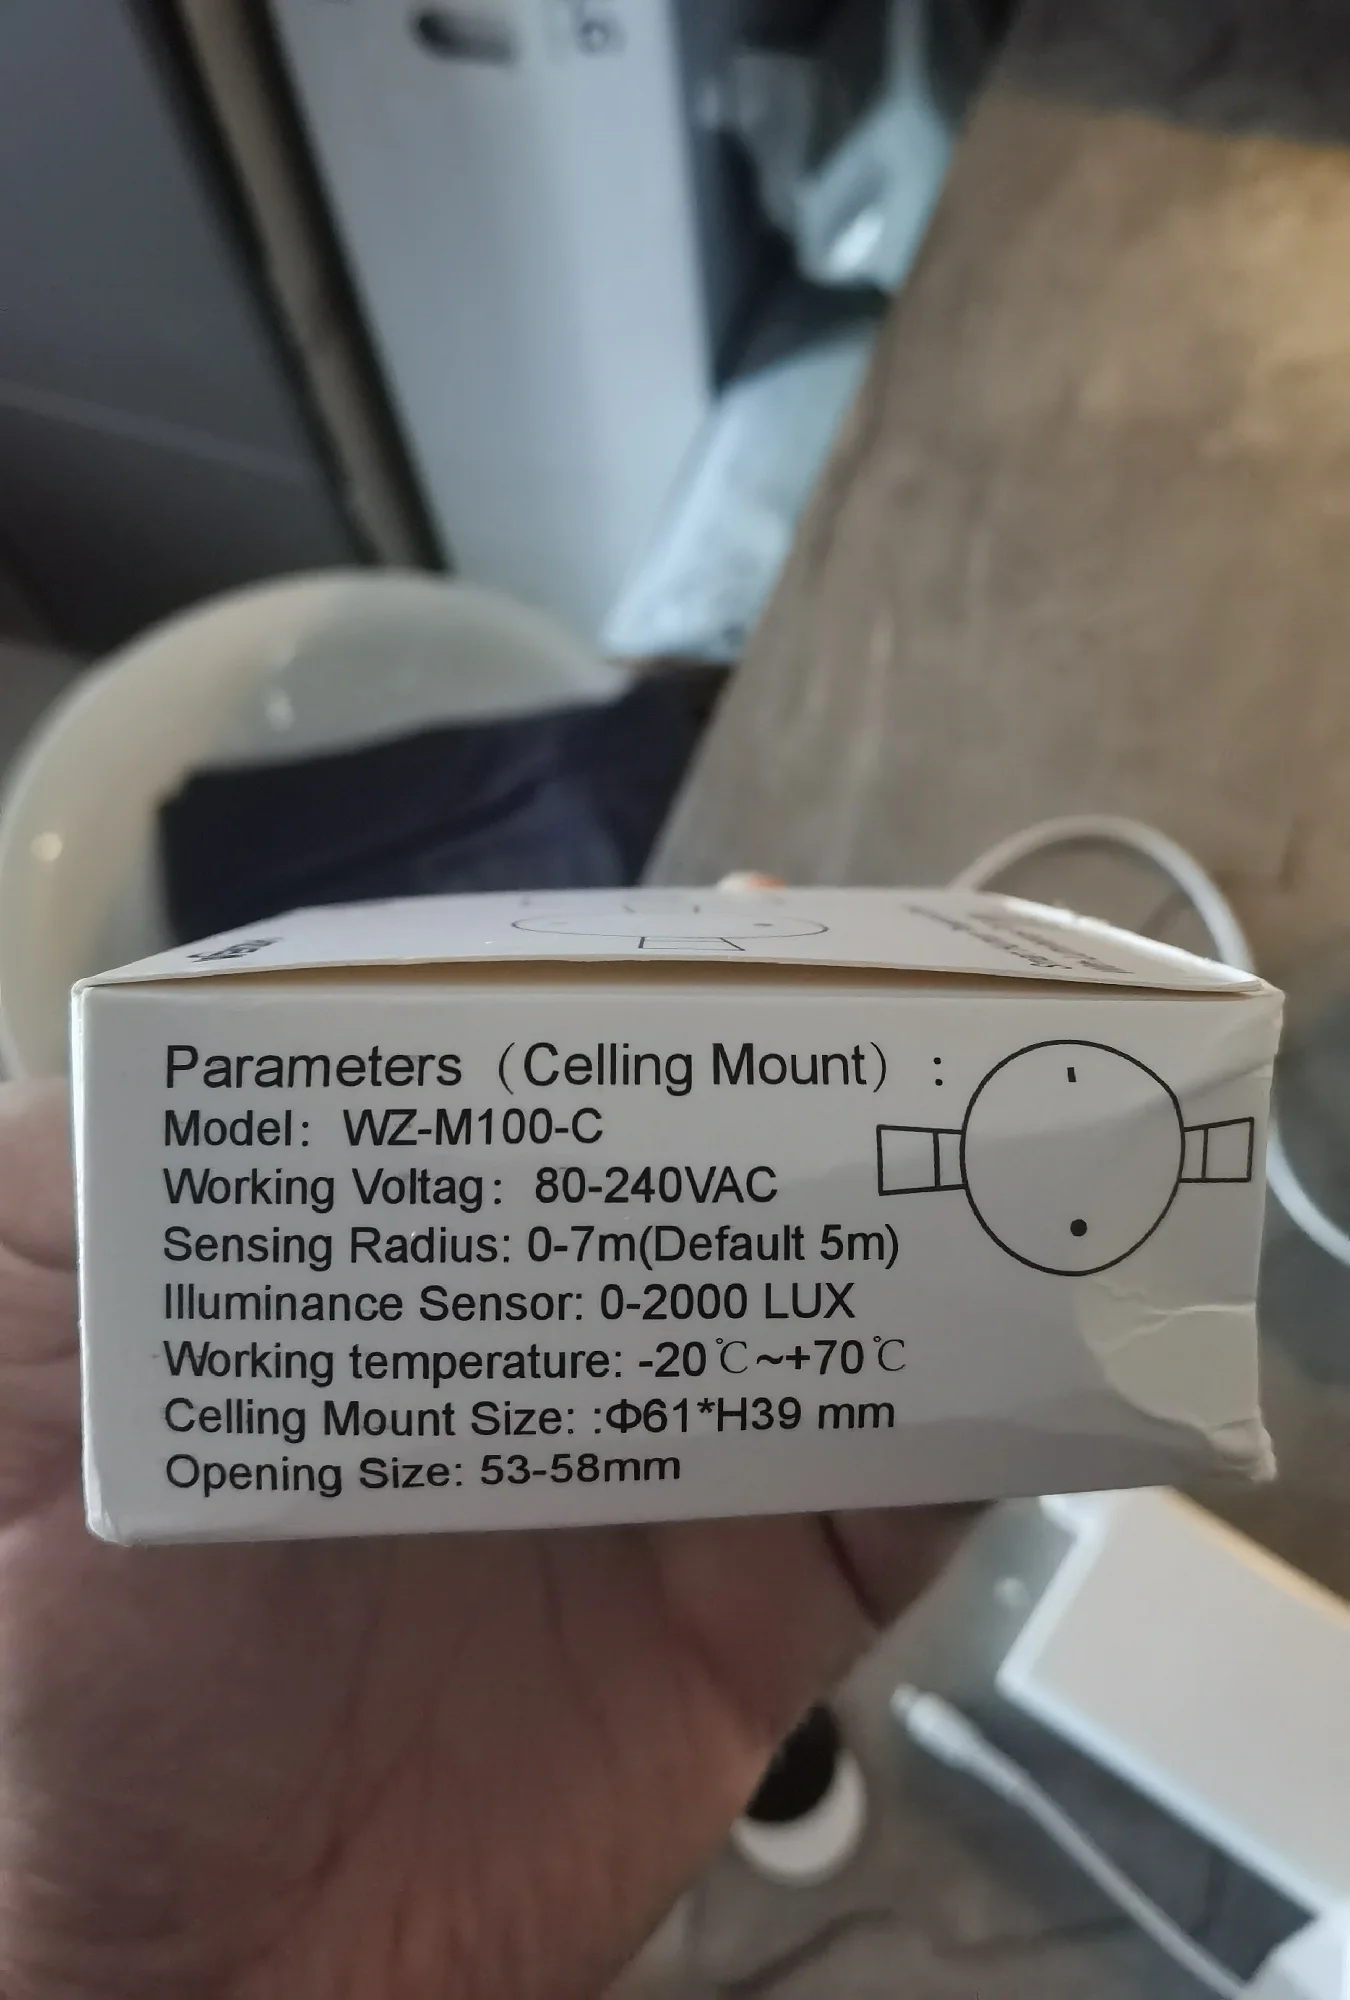 Parameters（Celling Mount）:
Model: WZ-M100-C
Working Voltag: 80-240VAC
Sensing Radius: 0-7m(Default 5m)
Illuminance Sensor: 0-2000 LUX
Working temperature: -20℃~+70℃
Celling Mount Size: :Φ61*H39 mm
Opening Size: 53-58mm